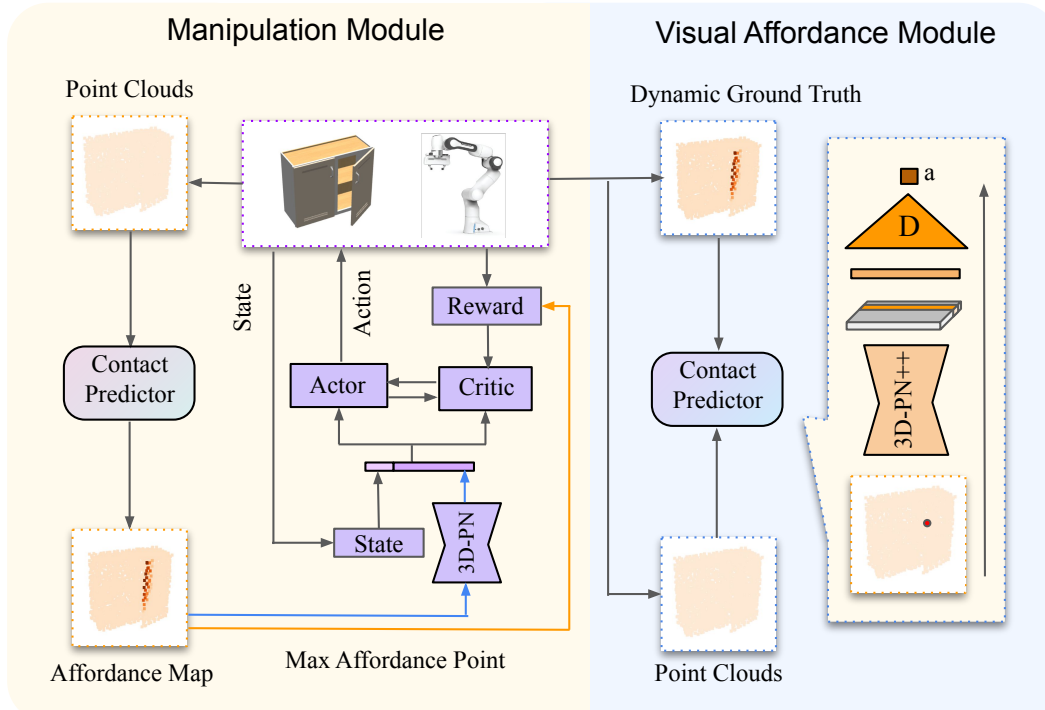 Manipulation Module
Visual Affordance Module
Point Clouds
Dynamic Ground Truth
State
Action
Reward
Actor
Critic
Contact
Predictor
State
3D-PN
Affordance Map
Max Affordance Point
Contact
Predictor
Point Clouds
a
D
3D-PN++